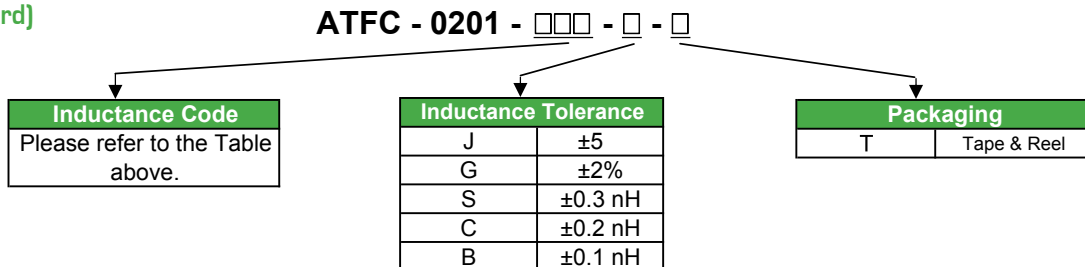 rd)
ATFC - 0201 - □□□ - □ - □
Inductance Code
Please refer to the Table
above.
Inductance Tolerance
J ±5
G ±2%
S ±0.3 nH
C ±0.2 nH
B ±0.1 nH
Packaging
T Tape & Reel